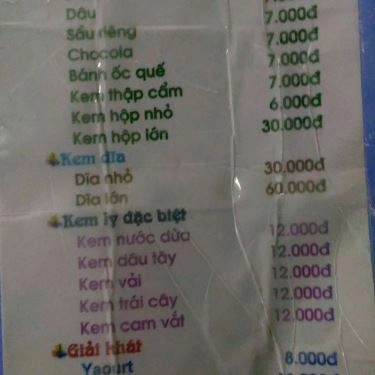 Dâu
Sầu riêng 7.000đ
Chocola 7.000đ
Bánh ốc quế 7.000đ
Kem thập cẩm 7.000đ
Kem hộp nhỏ 6.000đ
Kem hộp lớn 30.000đ
Kem dĩa
Dĩa nhỏ 30.000đ
Dĩa lớn 60.000đ
Kem ly đặc biệt
Kem nước dừa 12.000đ
Kem dâu tây 12.000đ
Kem vải 12.000đ
Kem trái cây 12.000đ
Kem cam vắt 12.000đ
Giải khát
Yaourt 8.000đ